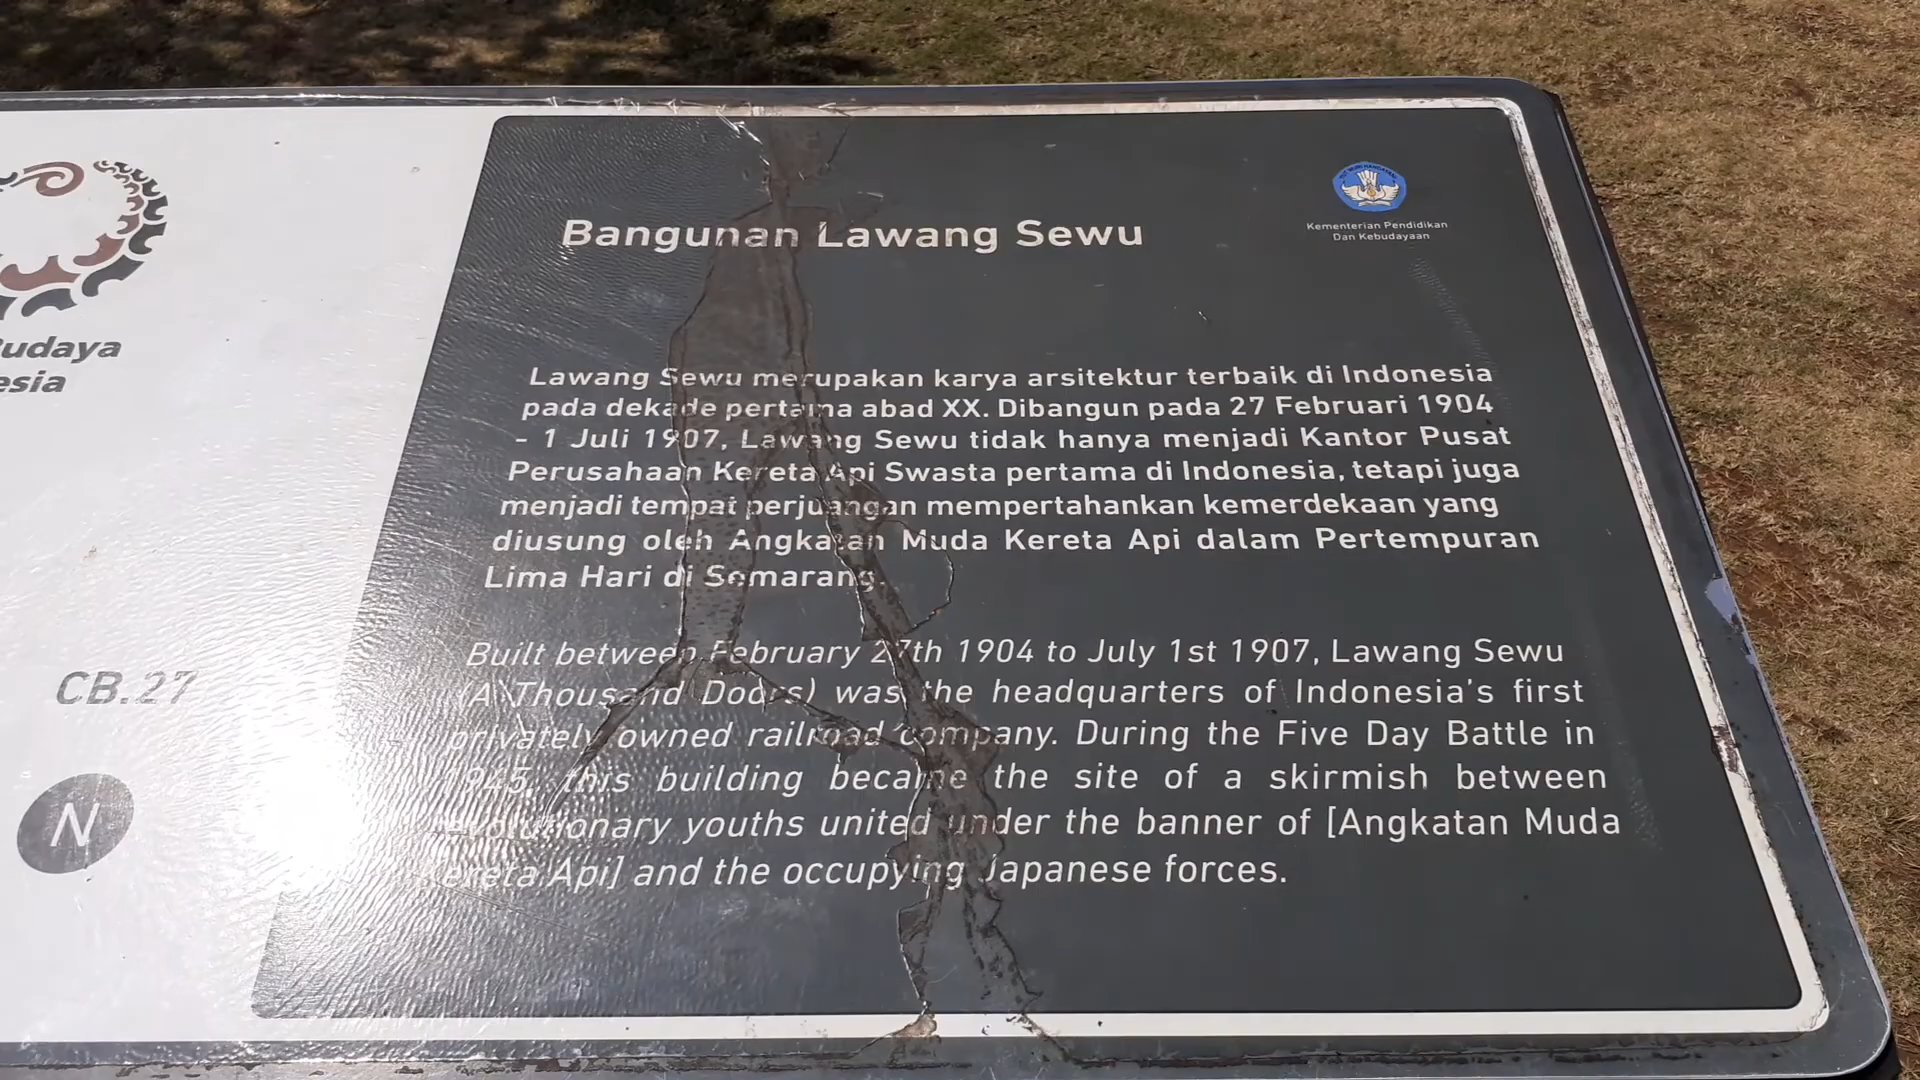 Budaya
esia
CB.27
N
Bangunan Lawang Sewu
Kementerian Pendidikan
Dan Kebudayaan
Lawang Sewu merupakan karya arsitektur terbaik di Indonesia
pada dekade pertama abad XX. Dibangun pada 27 Februari 1904
- 1 Juli 1907, Lawang Sewu tidak hanya menjadi Kantor Pusat
Perusahaan Kereta Api Swasta pertama di Indonesia, tetapi juga
menjadi tempat perjuangan mempertahankan kemerdekaan yang
diusung oleh Angkatan Muda Kereta Api dalam Pertempuran
Lima Hari di Semarang.
Built between February 27th 1904 to July 1st 1907, Lawang Sewu
(A Thousand Doors) was the headquarters of Indonesia's first
privately owned railroad company. During the Five Day Battle in
1945, this building became the site of a skirmish between
revolutionary youths united under the banner of [Angkatan Muda
Kereta Api] and the occupying Japanese forces.